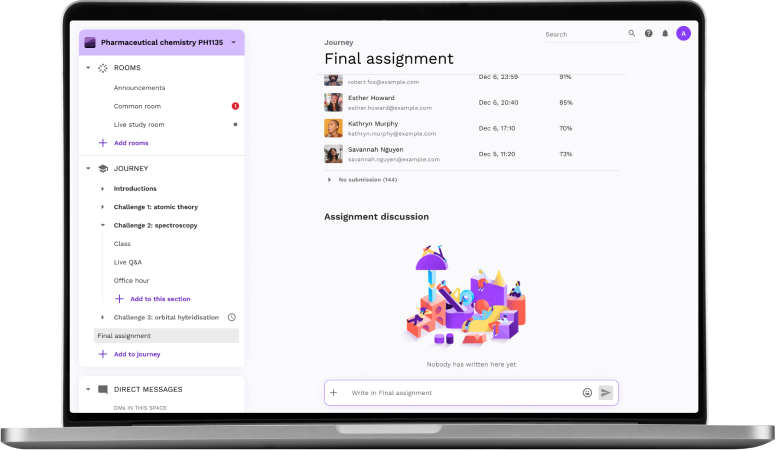 Pharmaceutical chemistry PH1135
ROOMS
Announcements
Common room
1
Live study room
Add rooms
JOURNEY
Introductions
Challenge 1: atomic theory
Challenge 2: spectroscopy
Class
Live Q&A
Office hour
Add to this section
Challenge 3: orbital hybridisation
Final assignment
Add to journey
DIRECT MESSAGES
DMs IN THIS SPACE
Search
A
Journey
Final assignment
robert.fox@example.com Dec 6, 23:59 91%
Esther Howard
esther.howard@example.com Dec 6, 20:40 85%
Kathryn Murphy
kathryn.murphy@example.com Dec 6, 17:10 70%
Savannah Nguyen
savannah.nguyen@example.com Dec 5, 11:20 73%
No submission (144)
Assignment discussion
Nobody has written here yet
Write in Final assignment